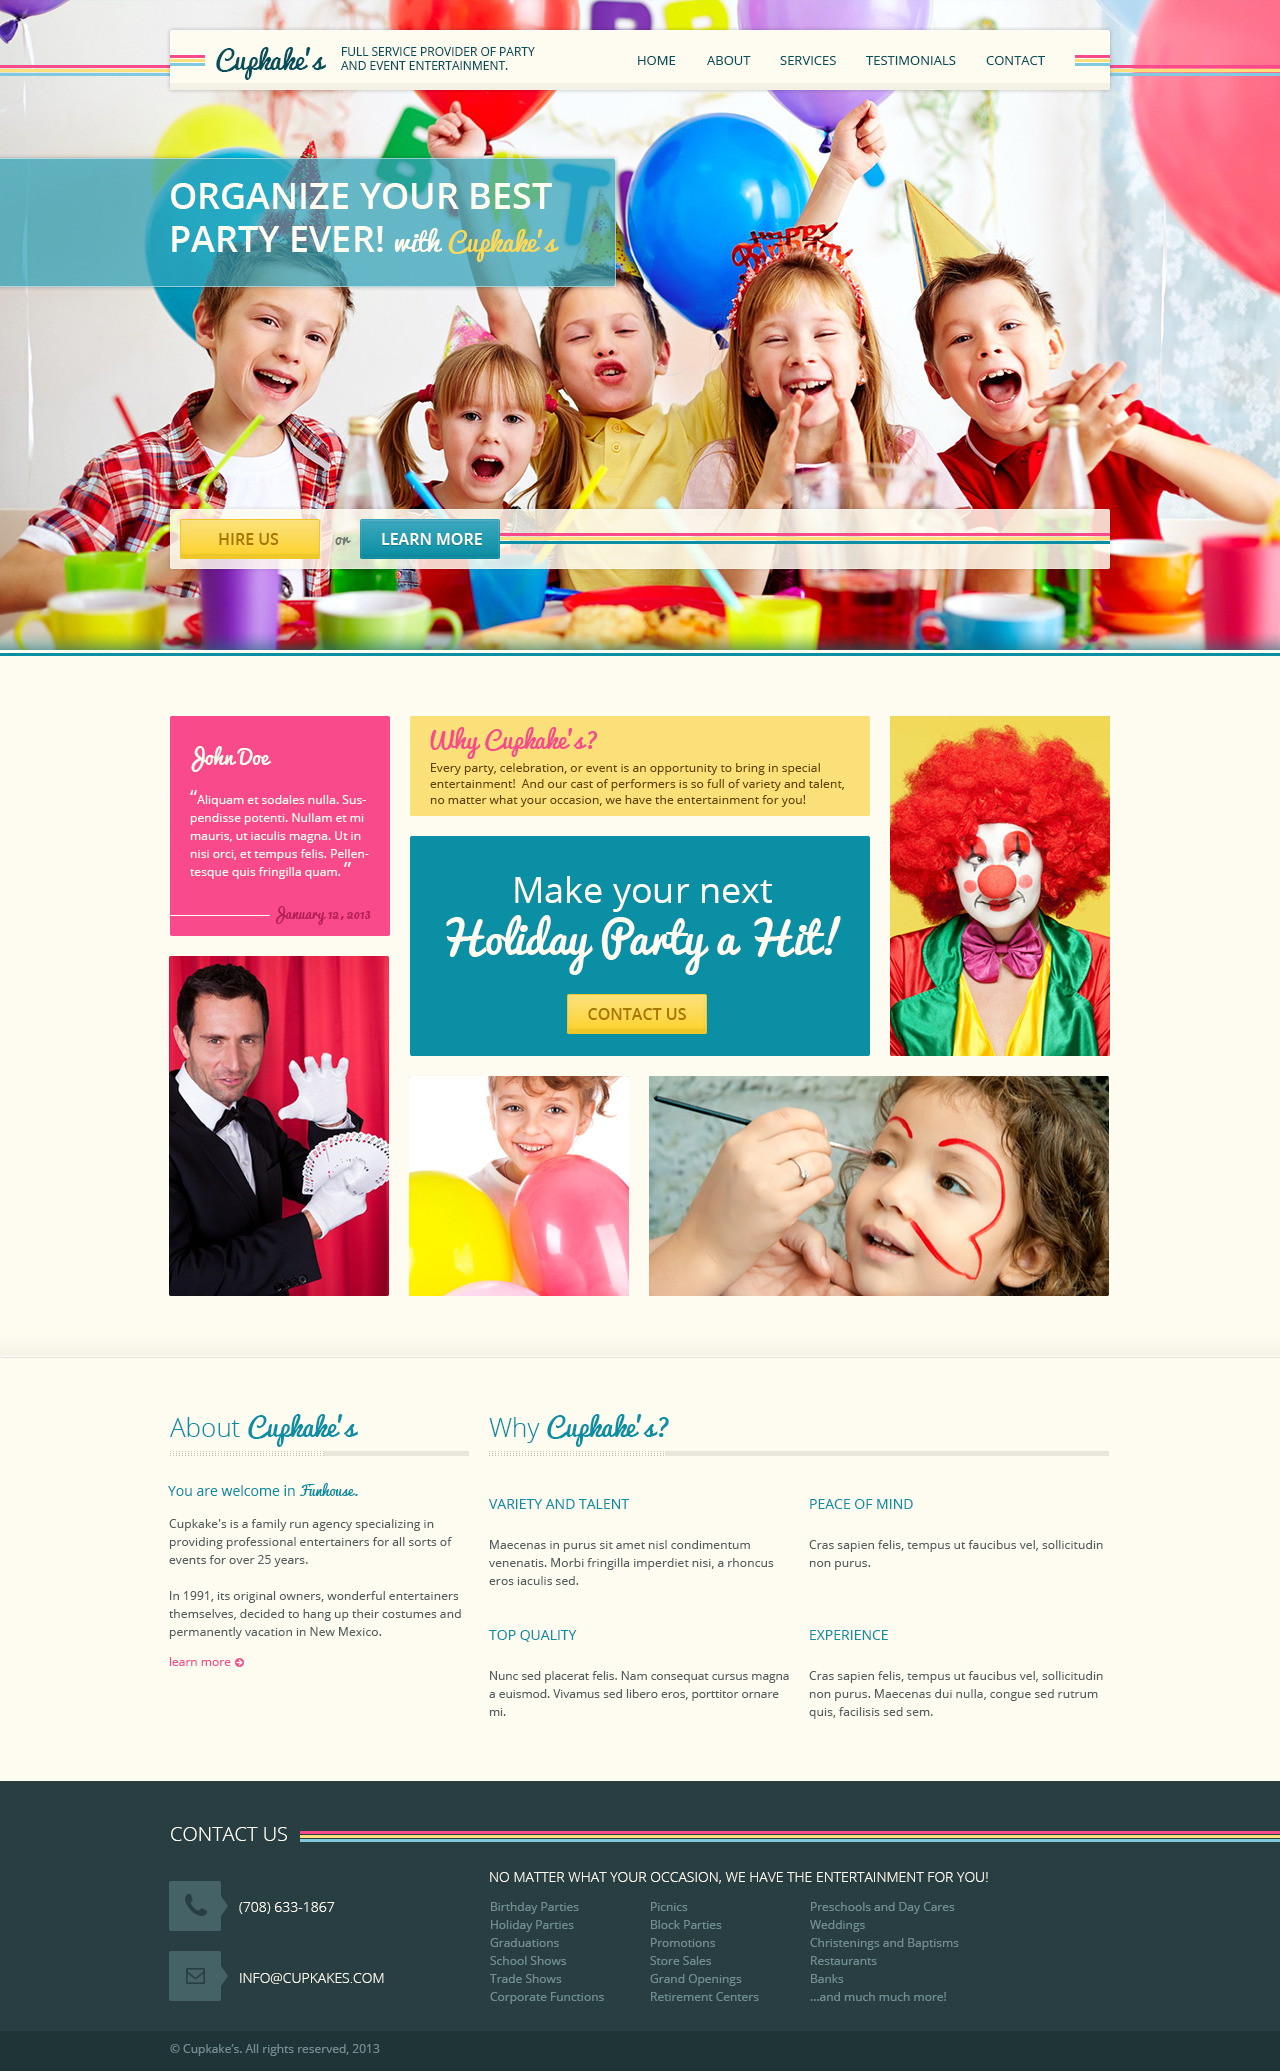 Cupkake's
FULL SERVICE PROVIDER OF PARTY
AND EVENT ENTERTAINMENT.
HOME ABOUT SERVICES TESTIMONIALS CONTACT
ORGANIZE YOUR BEST
PARTY EVER! with Cupkake's
Happy
Birthday
HIRE US or LEARN MORE
John Doe
“Aliquam et sodales nulla. Sus-
pendisse potenti. Nullam et mi
mauris, ut iaculis magna. Ut in
nisi orci, et tempus felis. Pellen-
tesque quis fringilla quam.”
January 12, 2013
Why Cupkake's?
Every party, celebration, or event is an opportunity to bring in special
entertainment!  And our cast of performers is so full of variety and talent,
no matter what your occasion, we have the entertainment for you!
Make your next
Holiday Party a Hit!
CONTACT US
About Cupkake's
You are welcome in Funhouse.
Cupkake's is a family run agency specializing in
providing professional entertainers for all sorts of
events for over 25 years.
In 1991, its original owners, wonderful entertainers
themselves, decided to hang up their costumes and
permanently vacation in New Mexico.
learn more
Why Cupkake's?
VARIETY AND TALENT
Maecenas in purus sit amet nisl condimentum
venenatis. Morbi fringilla imperdiet nisi, a rhoncus
eros iaculis sed.
PEACE OF MIND
Cras sapien felis, tempus ut faucibus vel, sollicitudin
non purus.
TOP QUALITY
Nunc sed placerat felis. Nam consequat cursus magna
a euismod. Vivamus sed libero eros, porttitor ornare
mi.
EXPERIENCE
Cras sapien felis, tempus ut faucibus vel, sollicitudin
non purus. Maecenas dui nulla, congue sed rutrum
quis, facilisis sed sem.
CONTACT US
(708) 633-1867
INFO@CUPKAKES.COM
NO MATTER WHAT YOUR OCCASION, WE HAVE THE ENTERTAINMENT FOR YOU!
Birthday Parties
Holiday Parties
Graduations
School Shows
Trade Shows
Corporate Functions
Picnics
Block Parties
Promotions
Store Sales
Grand Openings
Retirement Centers
Preschools and Day Cares
Weddings
Christenings and Baptisms
Restaurants
Banks
...and much much more!
© Cupkake's. All rights reserved, 2013